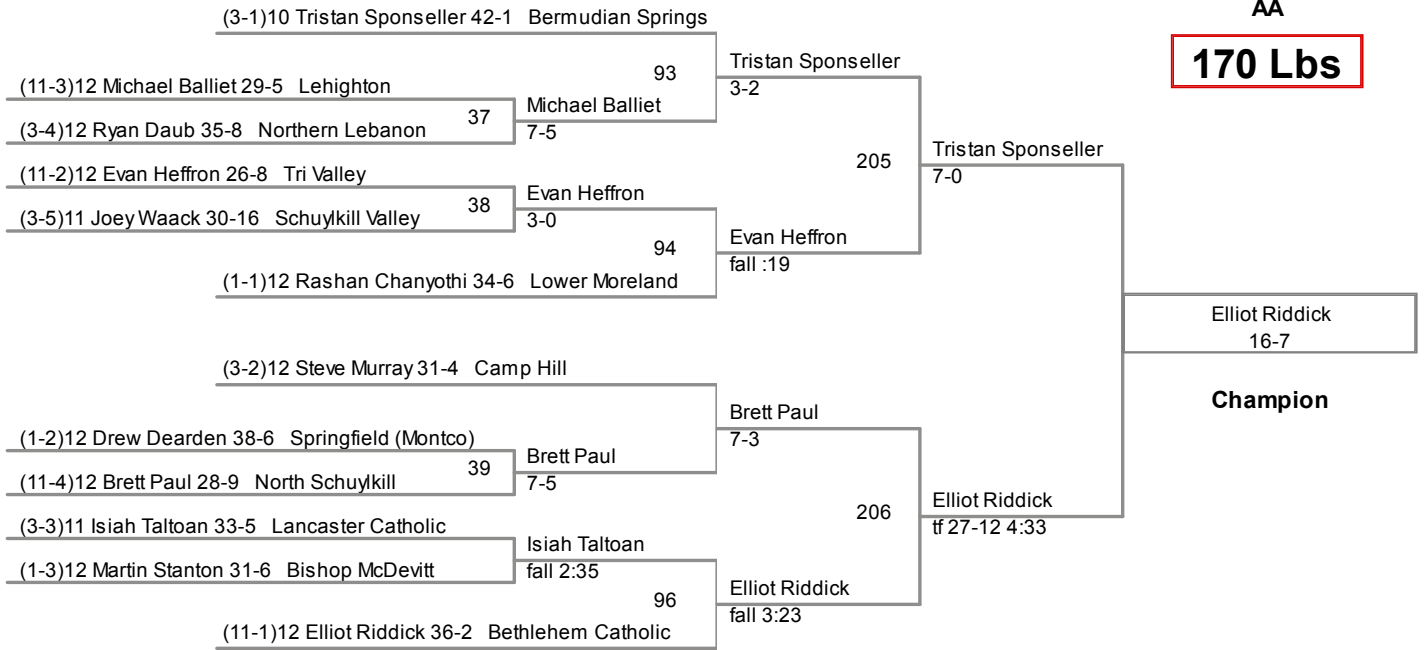 AA
170 Lbs
(3-1)10 Tristan Sponseller 42-1 Bermudian Springs
93
Tristan Sponseller
3-2
(11-3)12 Michael Balliet 29-5 Lehighton
37
Michael Balliet
7-5
(3-4)12 Ryan Daub 35-8 Northern Lebanon
205
Tristan Sponseller
7-0
(11-2)12 Evan Heffron 26-8 Tri Valley
38
Evan Heffron
3-0
(3-5)11 Joey Waack 30-16 Schuylkill Valley
94
Evan Heffron
fall :19
(1-1)12 Rashan Chanyothi 34-6 Lower Moreland
Elliot Riddick
16-7
Champion
(3-2)12 Steve Murray 31-4 Camp Hill
Brett Paul
7-3
(1-2)12 Drew Dearden 38-6 Springfield (Montco)
39
Brett Paul
7-5
(11-4)12 Brett Paul 28-9 North Schuylkill
206
Elliot Riddick
tf 27-12 4:33
(3-3)11 Isiah Taltoan 33-5 Lancaster Catholic
Isiah Taltoan
fall 2:35
(1-3)12 Martin Stanton 31-6 Bishop McDevitt
96
Elliot Riddick
fall 3:23
(11-1)12 Elliot Riddick 36-2 Bethlehem Catholic